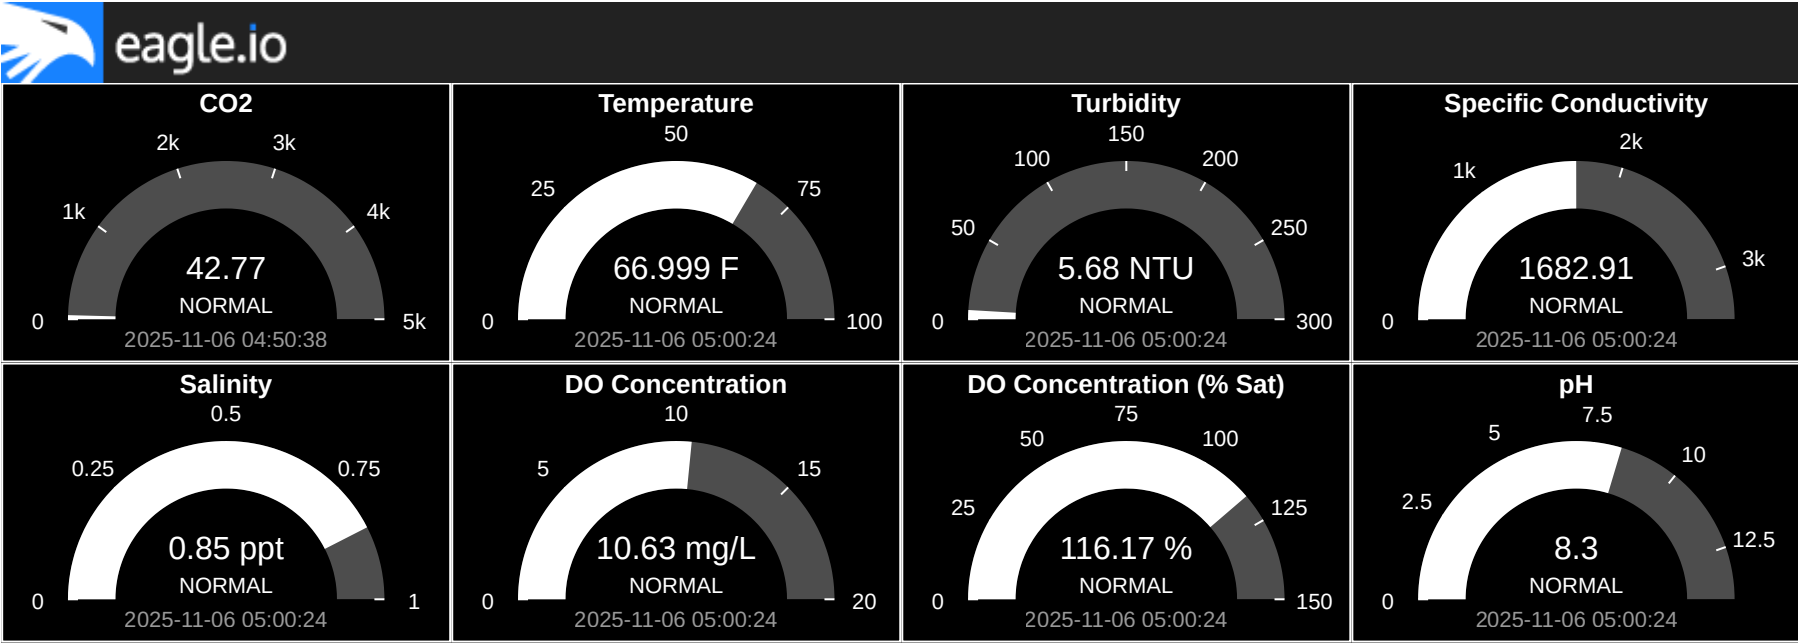 eagle.io
CO2
0
1k
2k
3k
4k
5k
42.77
NORMAL
2025-11-06 04:50:38
Temperature
0
25
50
75
100
66.999 F
NORMAL
2025-11-06 05:00:24
Turbidity
0
50
100
150
200
250
300
5.68 NTU
NORMAL
2025-11-06 05:00:24
Specific Conductivity
0
1k
2k
3k
1682.91
NORMAL
2025-11-06 05:00:24
Salinity
0
0.25
0.5
0.75
1
0.85 ppt
NORMAL
2025-11-06 05:00:24
DO Concentration
0
5
10
15
20
10.63 mg/L
NORMAL
2025-11-06 05:00:24
DO Concentration (% Sat)
0
25
50
75
100
125
150
116.17 %
NORMAL
2025-11-06 05:00:24
pH
0
2.5
5
7.5
10
12.5
8.3
NORMAL
2025-11-06 05:00:24